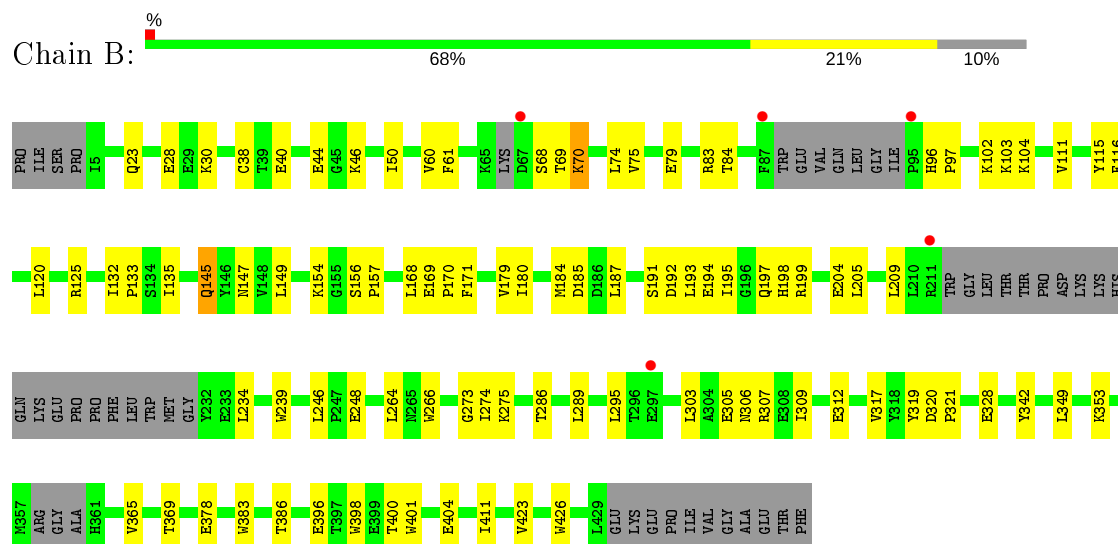 %
Chain B:
68% 21% 10%
PRO ILE SER PRO I5 Q23 E28 E29 K30 C38 T39 E40 E44 G45 K46 I50 V60 F61 K65 LYS D67 S68 T69 K70 L74 V75 E79 R83 T84 F87 TRP GLU VAL GLN LEU GLY ILE P95 H96 P97 K102 K103 K104 V111 Y115
L120 R125 I132 P133 S134 I135 Q145 Y146 N147 V148 L149 K154 G155 S156 P157 L168 E169 P170 F171 V179 I180 M184 D185 D186 L187 S191 D192 L193 E194 I195 G196 Q197 H198 R199 E204 L205 L209 L210 R211 TRP GLY LEU THR THR PRO ASP LYS LYS HIS
GLN LYS GLU PRO PRO PHE LEU TRP MET GLY Y232 E233 L234 W239 L246 P247 E248 L264 N265 W266 G273 I274 K275 T286 L289 L295 T296 E297 L303 A304 E305 N306 R307 E308 I309 E312 V317 Y318 Y319 D320 P321 E328 Y342 L349 K353
M357 ARG GLY ALA H361 V365 T369 E378 W383 T386 E396 T397 W398 E399 T400 W401 E404 I411 V423 W426 L429 GLU LYS GLU PRO ILE VAL GLY ALA GLU THR PHE